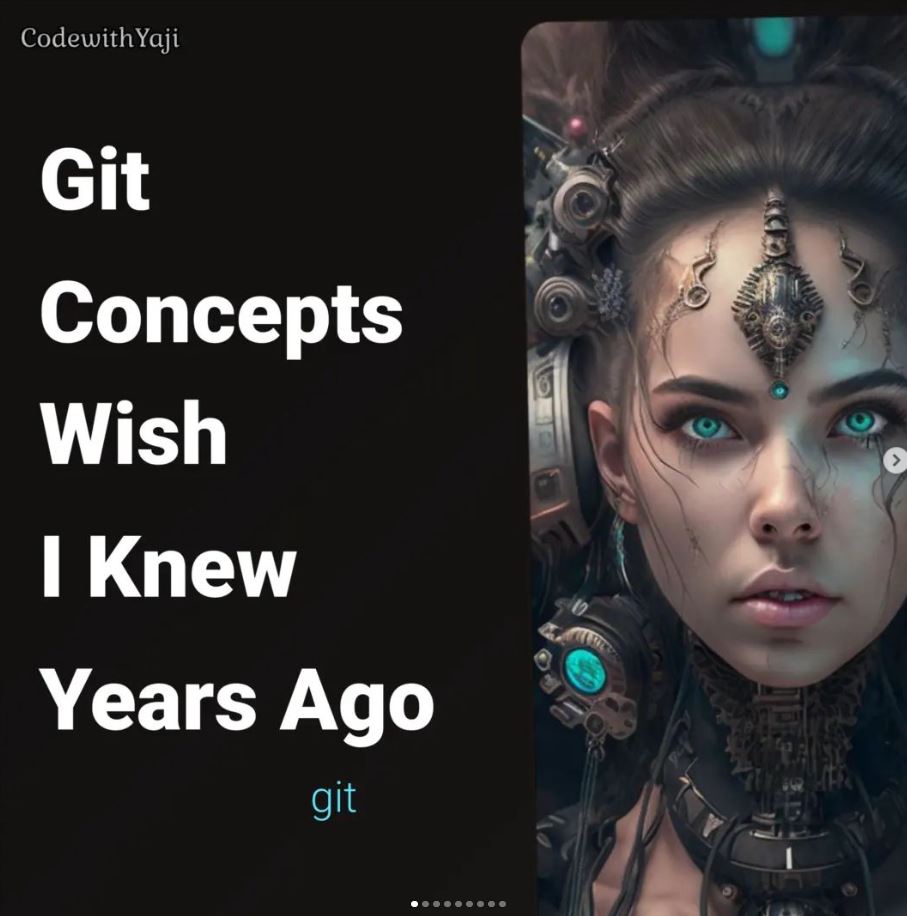 CodewithYaji
Git
Concepts
Wish
I Knew
Years Ago
git